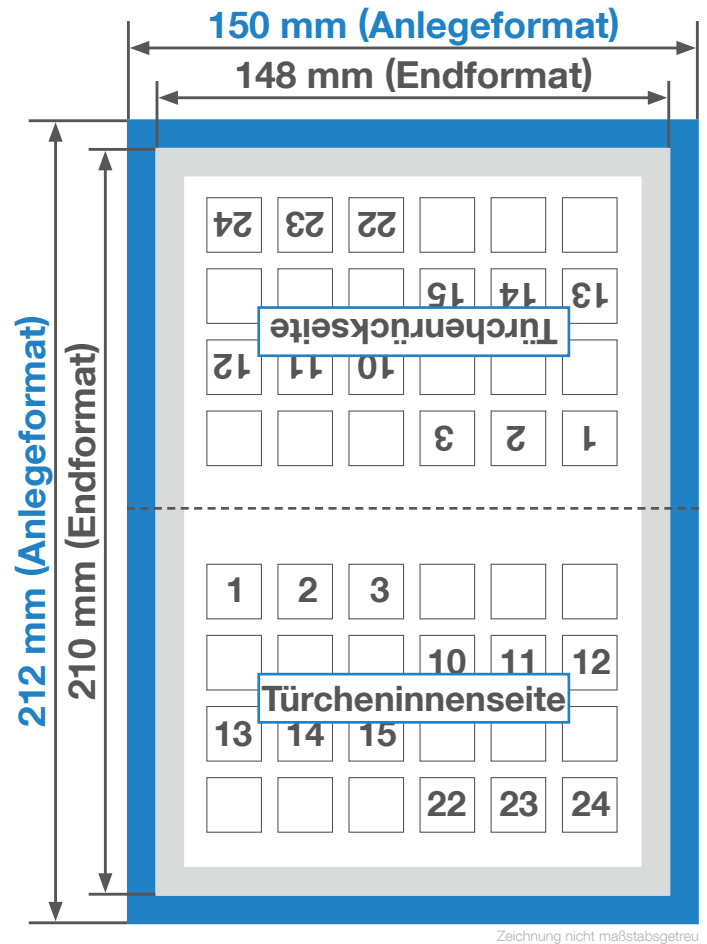 150 mm (Anlegeformat)
148 mm (Endformat)
212 mm (Anlegeformat)
210 mm (Endformat)
24 23 22
15 14 13
Türchenrückseite
12 11 10
3 2 1
1 2 3
10 11 12
Türcheninnenseite
13 14 15
22 23 24
Zeichnung nicht maßstabsgetreu